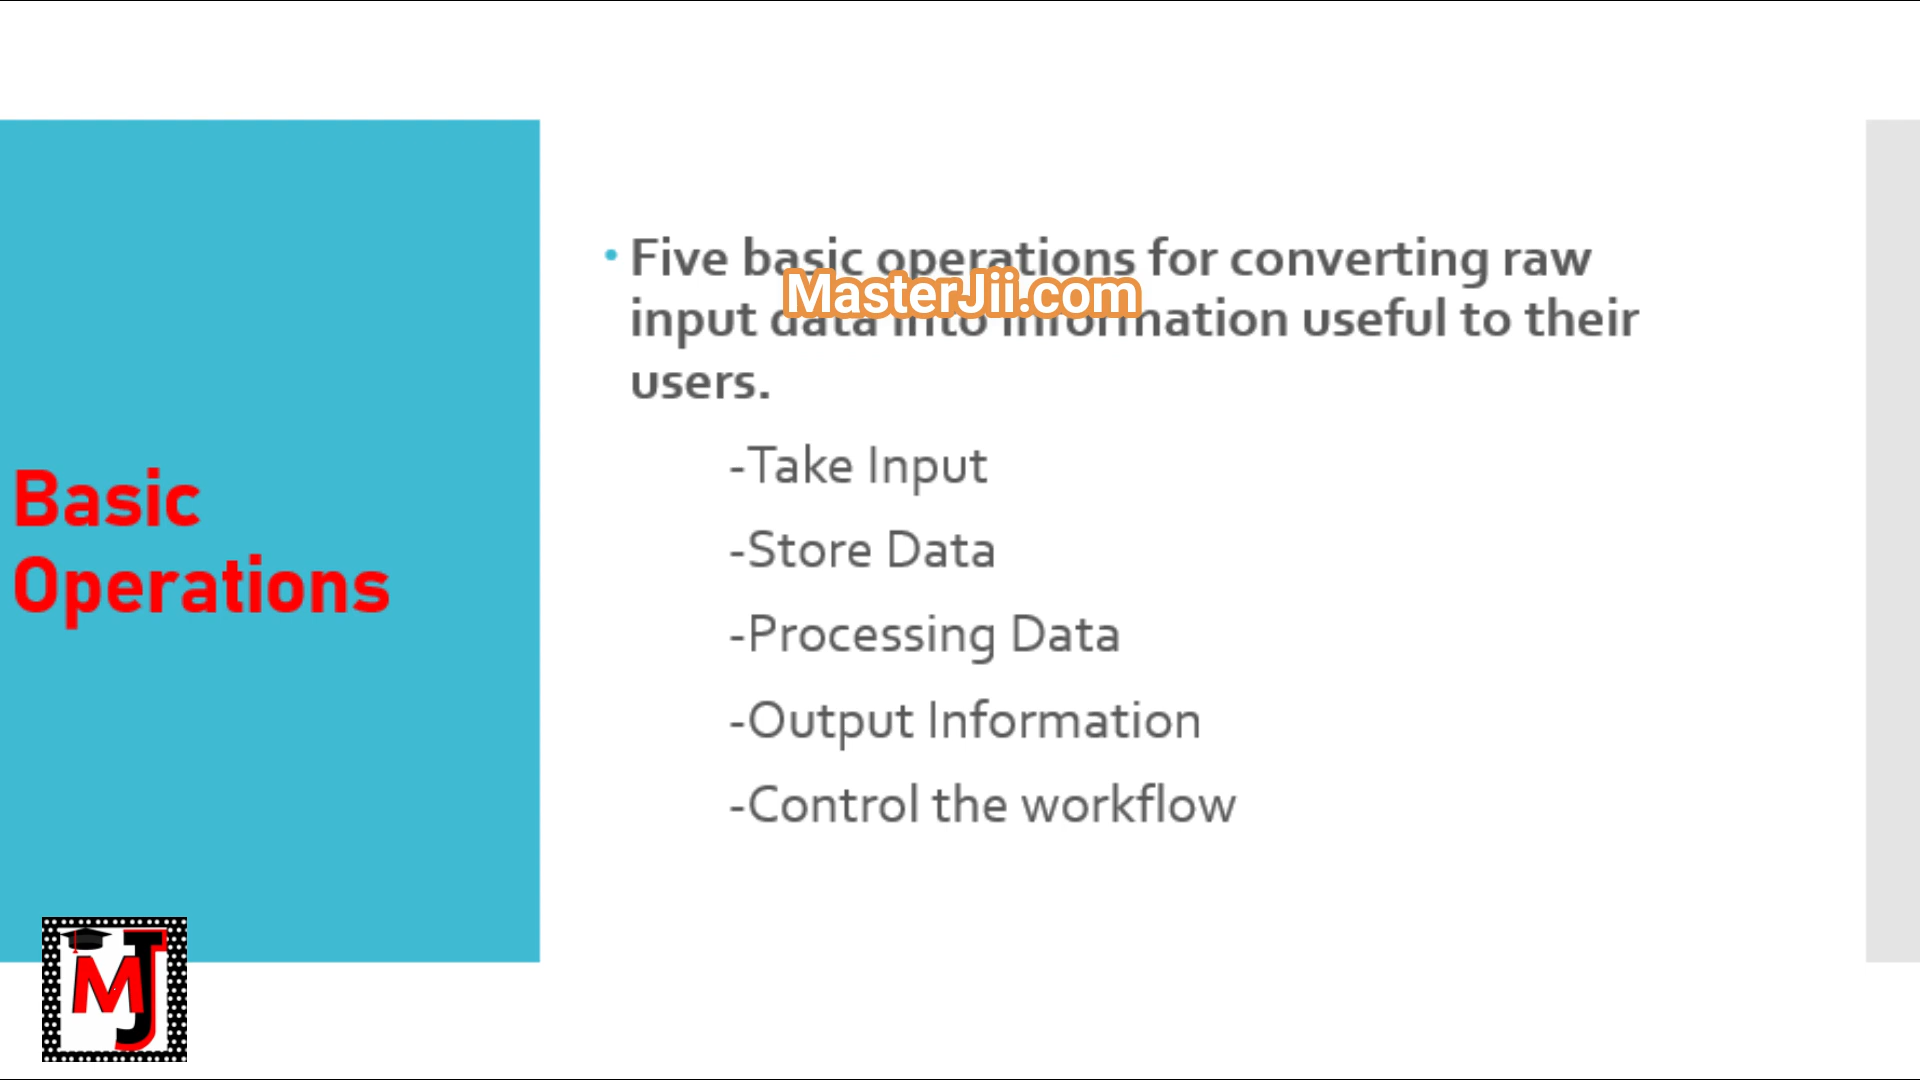 Basic
Operations
• Five basic operations for converting raw
input data into information useful to their
users.
-Take Input
-Store Data
-Processing Data
-Output Information
-Control the workflow
MasterJii.com
MJ